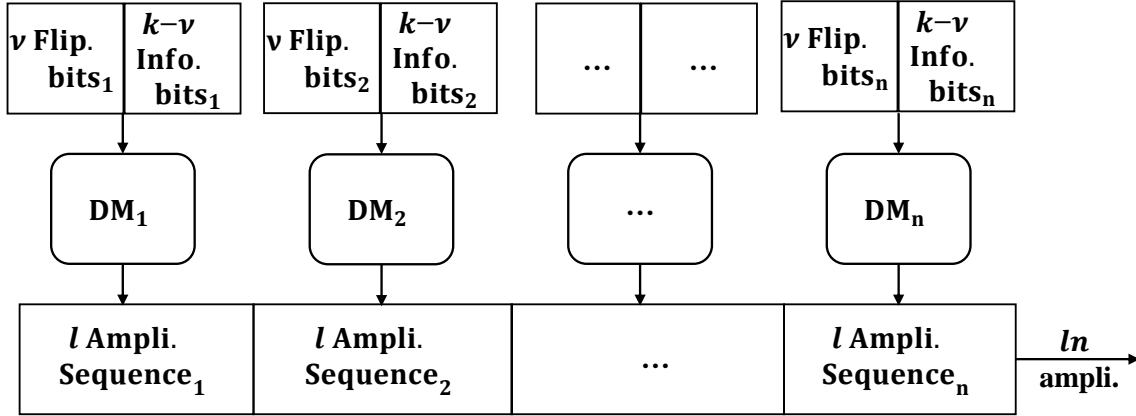 ν Flip. bits₁
k−ν Info. bits₁
ν Flip. bits₂
k−ν Info. bits₂
... ...
ν Flip. bitsₙ
k−ν Info. bitsₙ
DM₁
DM₂
...
DMₙ
l Ampli.
Sequence₁
l Ampli.
Sequence₂
...
l Ampli.
Sequenceₙ
ln
ampli.